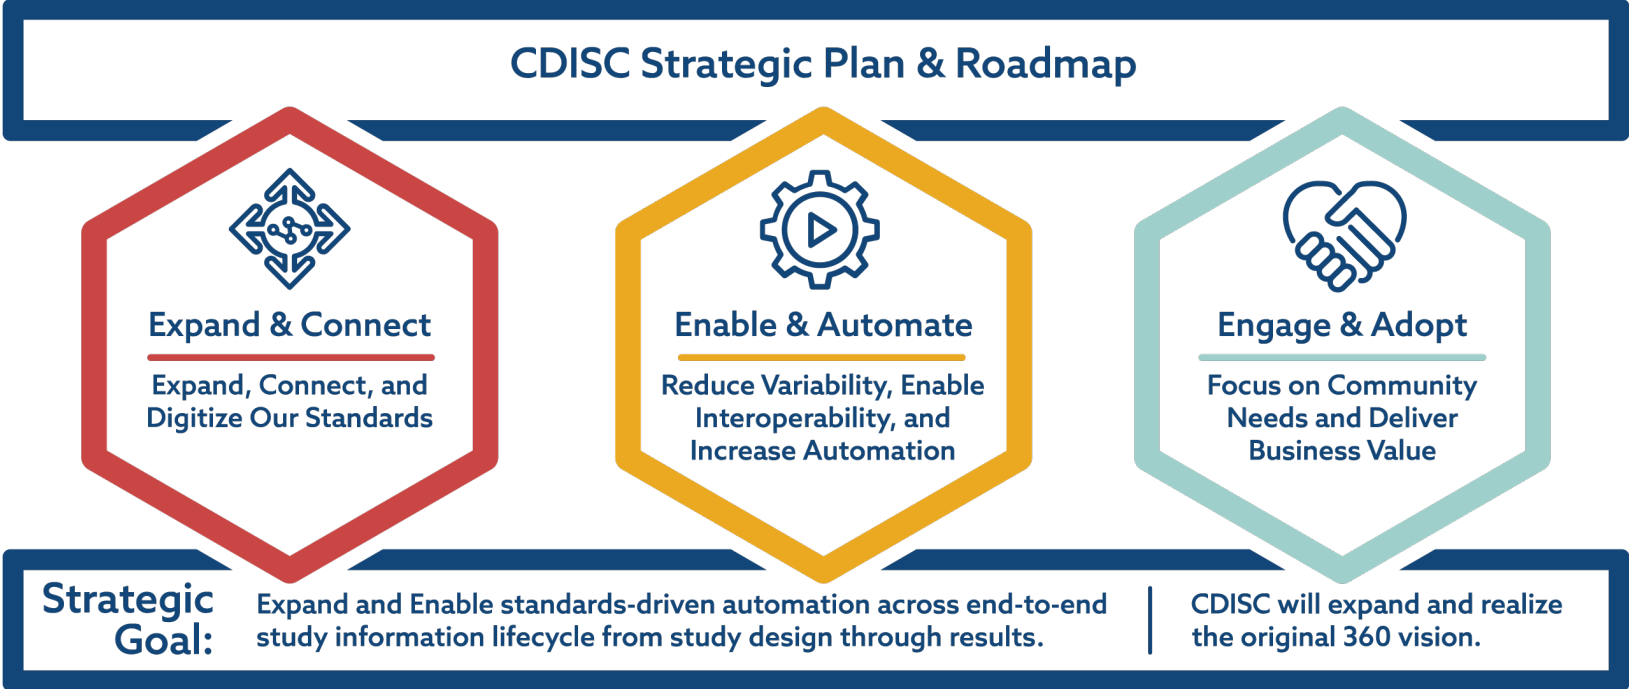 CDISC Strategic Plan & Roadmap
Expand & Connect
Expand, Connect, and
Digitize Our Standards
Enable & Automate
Reduce Variability, Enable
Interoperability, and
Increase Automation
Engage & Adopt
Focus on Community
Needs and Deliver
Business Value
Strategic
Goal:
Expand and Enable standards-driven automation across end-to-end
study information lifecycle from study design through results.
CDISC will expand and realize
the original 360 vision.